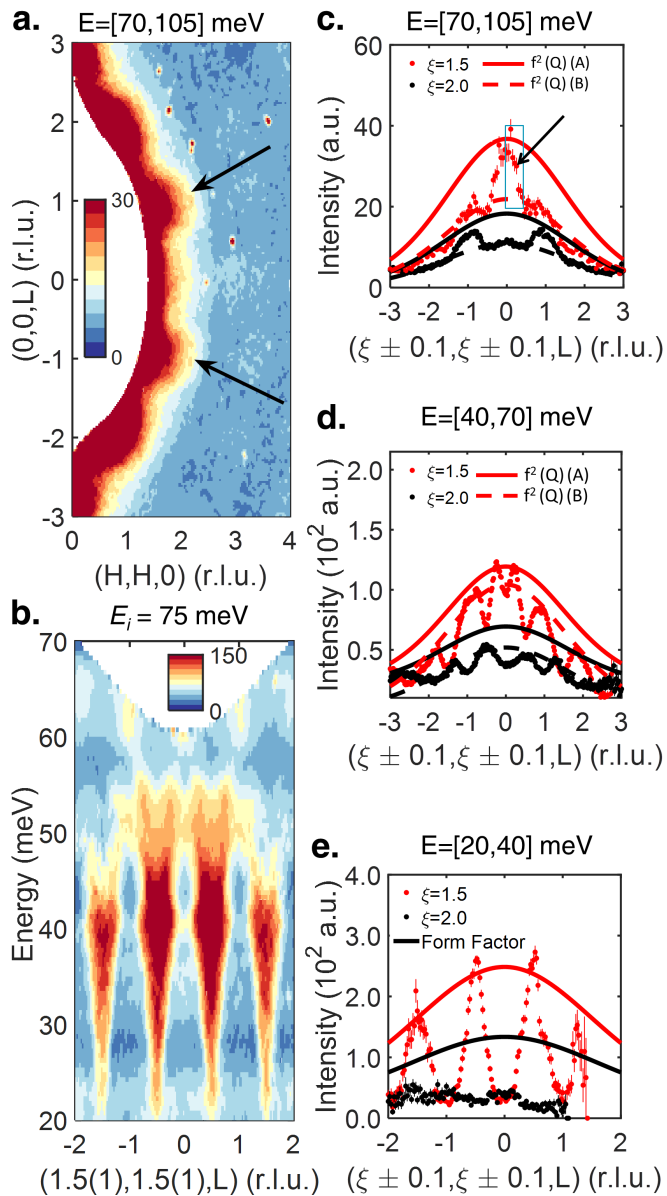 a.
E=[70,105] meV
3
2
1
0
-1
-2
-3
30
0
(0,0,L) (r.l.u.)
0 1 2 3 4
(H,H,0) (r.l.u.)
b.
E_i = 75 meV
70
60
50
40
30
20
150
0
Energy (meV)
-2 -1 0 1 2
(1.5(1),1.5(1),L) (r.l.u.)
c.
E=[70,105] meV
60
40
20
0
ξ=1.5
ξ=2.0
f² (Q) (A)
f² (Q) (B)
Intensity (a.u.)
-3 -2 -1 0 1 2 3
(ξ ± 0.1,ξ ± 0.1,L) (r.l.u.)
d.
E=[40,70] meV
2.0
1.5
1.0
0.5
ξ=1.5
ξ=2.0
f² (Q) (A)
f² (Q) (B)
Intensity (10² a.u.)
-3 -2 -1 0 1 2 3
(ξ ± 0.1,ξ ± 0.1,L) (r.l.u.)
e.
E=[20,40] meV
4.0
3.0
2.0
1.0
0.0
ξ=1.5
ξ=2.0
Form Factor
Intensity (10² a.u.)
-2 -1 0 1 2
(ξ ± 0.1,ξ ± 0.1,L) (r.l.u.)